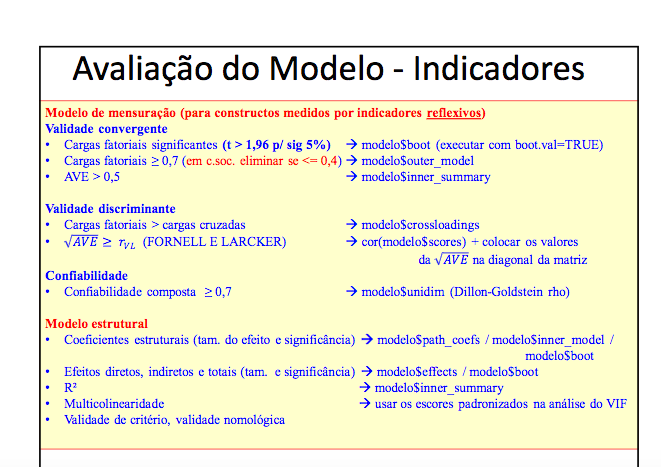 Avaliação do Modelo - Indicadores
Modelo de mensuração (para constructos medidos por indicadores reflexivos)
Validade convergente
• Cargas fatoriais significantes (t > 1,96 p/ sig 5%) → modelo$boot (executar com boot.val=TRUE)
• Cargas fatoriais ≥ 0,7 (em c.soc. eliminar se <= 0,4) → modelo$outer_model
• AVE > 0,5 → modelo$inner_summary
Validade discriminante
• Cargas fatoriais > cargas cruzadas → modelo$crossloadings
• √AVE ≥ r_VL (FORNELL E LARCKER) → cor(modelo$scores) + colocar os valores
da √AVE na diagonal da matriz
Confiabilidade
• Confiabilidade composta ≥ 0,7 → modelo$unidim (Dillon-Goldstein rho)
Modelo estrutural
• Coeficientes estruturais (tam. do efeito e significância) → modelo$path_coefs / modelo$inner_model /
modelo$boot
• Efeitos diretos, indiretos e totais (tam. e significância) → modelo$effects / modelo$boot
• R² → modelo$inner_summary
• Multicolinearidade → usar os escores padronizados na análise do VIF
• Validade de critério, validade nomológica